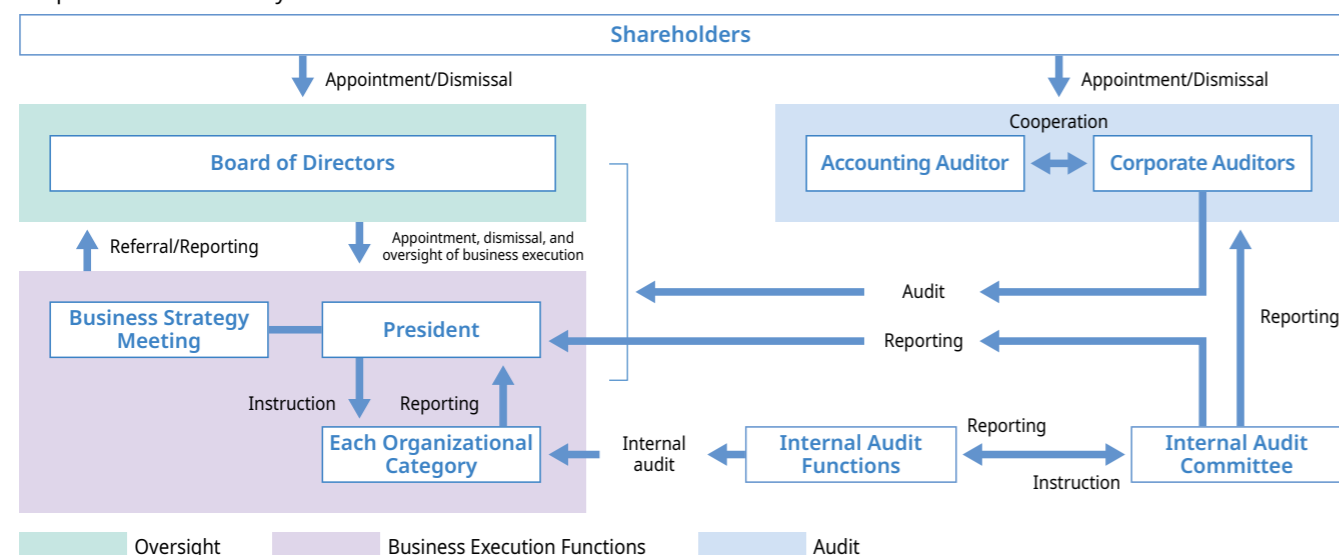 Shareholders
Appointment/Dismissal
Appointment/Dismissal
Cooperation
Board of Directors
Accounting Auditor
Corporate Auditors
Referral/Reporting
Appointment, dismissal, and
oversight of business execution
Audit
Business Strategy
Meeting
President
Reporting
Reporting
Instruction
Reporting
Each Organizational
Category
Internal
audit
Internal Audit
Functions
Reporting
Instruction
Internal Audit
Committee
Oversight
Business Execution Functions
Audit